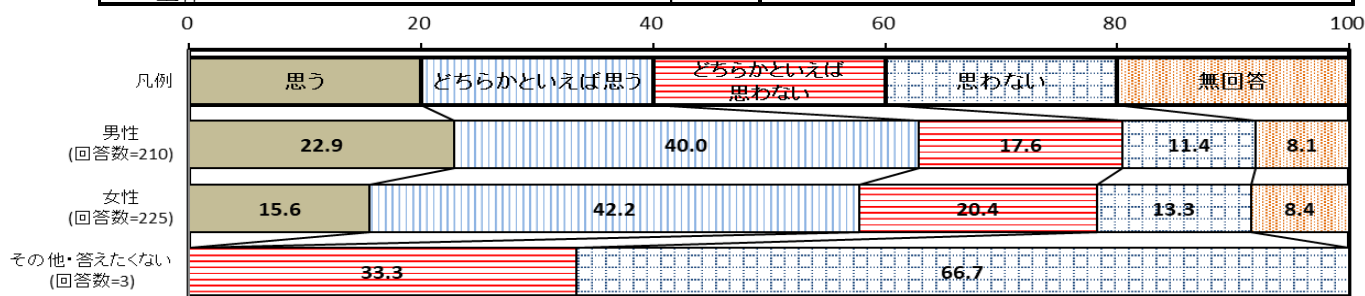 0 20 40 60 80 100
凡例 思う どちらかといえば思う どちらかといえば 思わない 無回答
思わない
男性
(回答数=210)
22.9 40.0 17.6 11.4 8.1
女性
(回答数=225)
15.6 42.2 20.4 13.3 8.4
その他・答えたくない
(回答数=3)
33.3 66.7